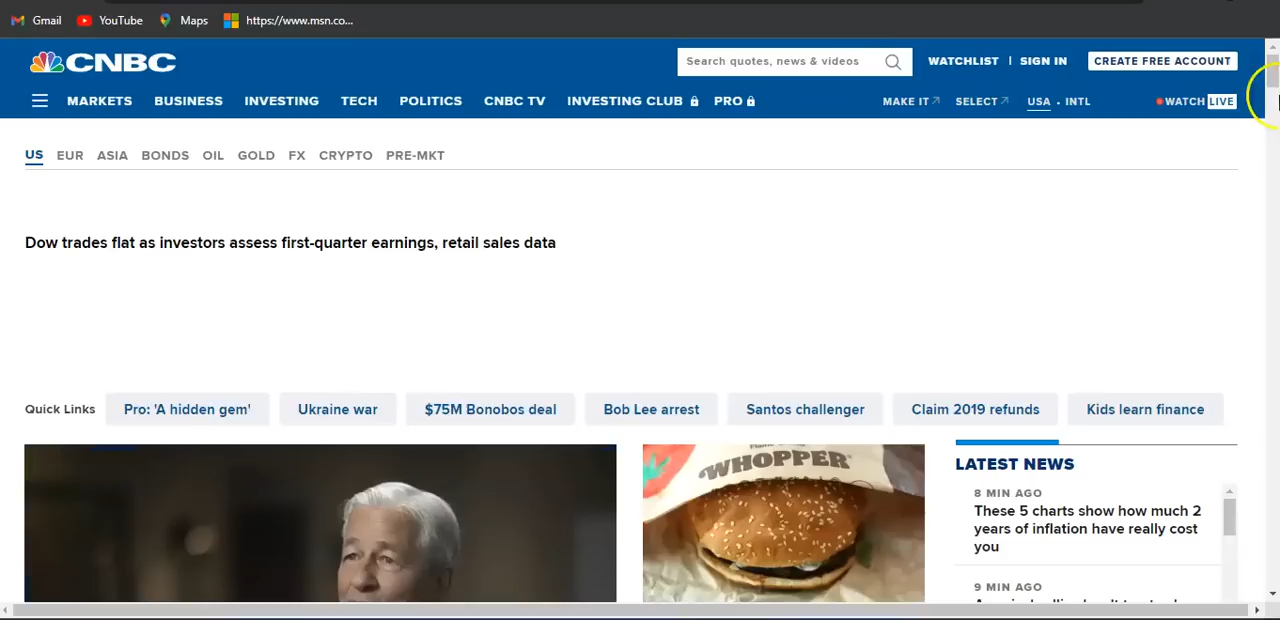 Gmail YouTube Maps https://www.msn.co...
CNBC Search quotes, news & videos WATCHLIST | SIGN IN CREATE FREE ACCOUNT
MARKETS BUSINESS INVESTING TECH POLITICS CNBC TV INVESTING CLUB PRO MAKE IT SELECT USA • INTL WATCH LIVE
US EUR ASIA BONDS OIL GOLD FX CRYPTO PRE-MKT
Dow trades flat as investors assess first-quarter earnings, retail sales data
Quick Links Pro: 'A hidden gem' Ukraine war $75M Bonobos deal Bob Lee arrest Santos challenger Claim 2019 refunds Kids learn finance
WHOPPER
LATEST NEWS
8 MIN AGO
These 5 charts show how much 2
years of inflation have really cost
you
9 MIN AGO